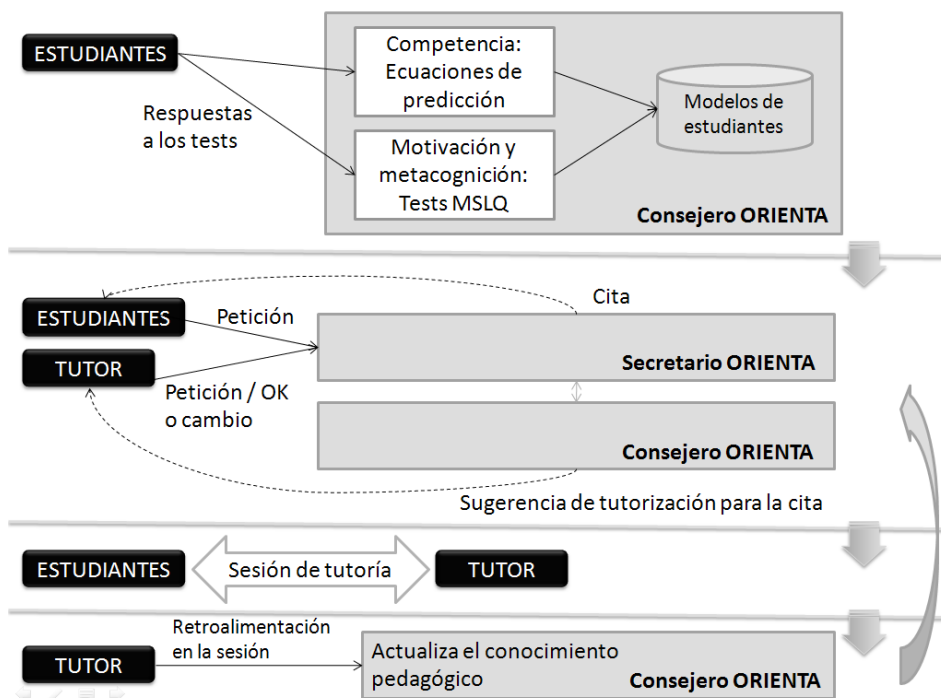 ESTUDIANTES
Respuestas
a los tests
Competencia:
Ecuaciones de
predicción
Motivación y
metacognición:
Tests MSLQ
Modelos de
estudiantes
Consejero ORIENTA
Cita
ESTUDIANTES
Petición
TUTOR
Petición / OK
o cambio
Secretario ORIENTA
Consejero ORIENTA
Sugerencia de tutorización para la cita
ESTUDIANTES
Sesión de tutoría
TUTOR
Retroalimentación
en la sesión
TUTOR
Actualiza el conocimiento
pedagógico
Consejero ORIENTA